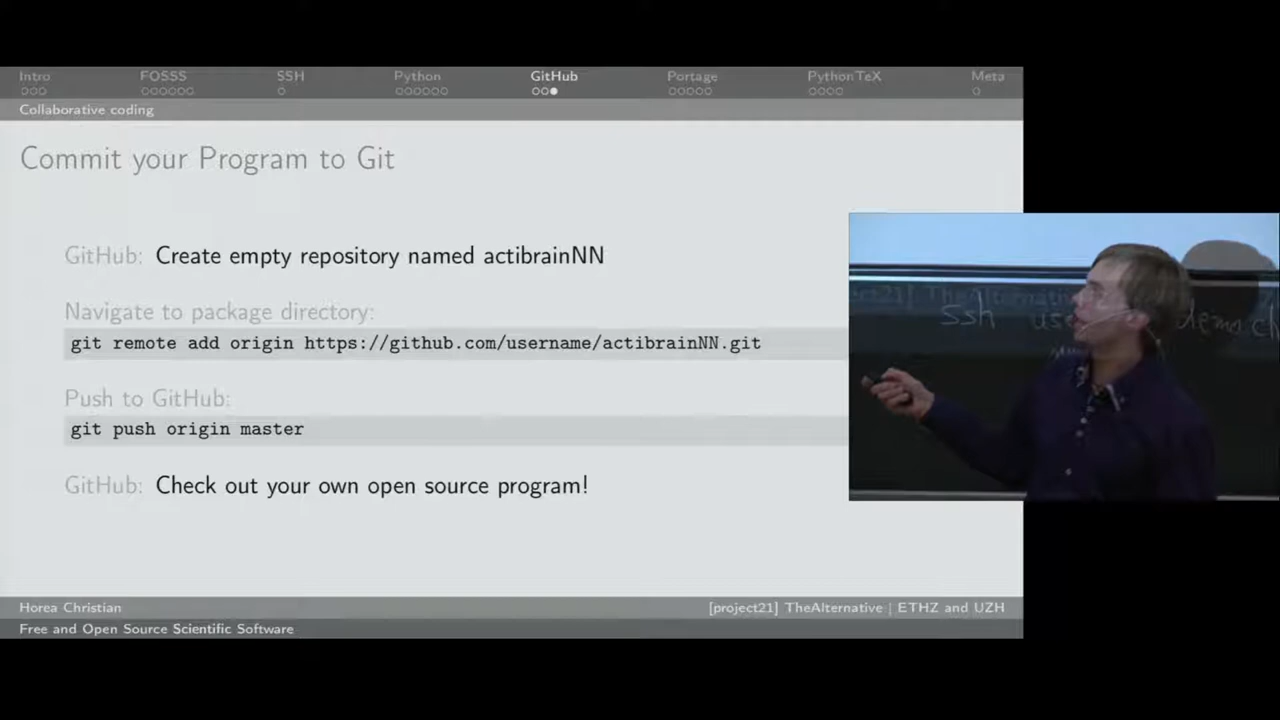 Intro FOSSS SSH Python GitHub Portage PythonTeX Meta
Collaborative coding
Commit your Program to Git
GitHub: Create empty repository named actibrainNN
Navigate to package directory:
git remote add origin https://github.com/username/actibrainNN.git
Push to GitHub:
git push origin master
GitHub: Check out your own open source program!
ssh use demo
Horea Christian [project21] TheAlternative | ETHZ and UZH
Free and Open Source Scientific Software